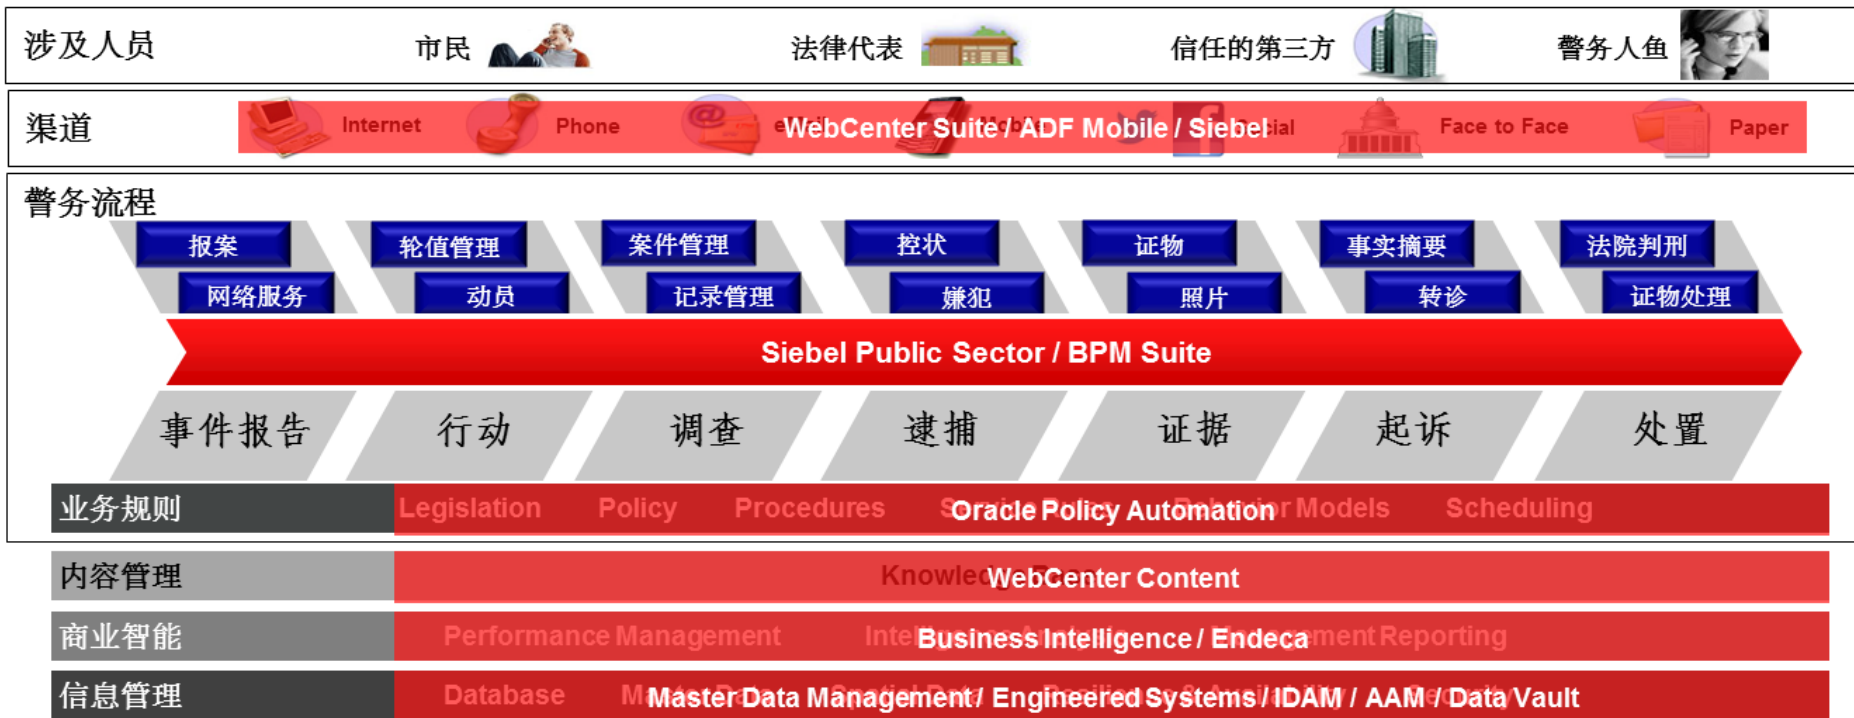 涉及人员 市民 法律代表 信任的第三方 警务人鱼
渠道 Internet Phone WebCenter Suite / ADF Mobile / Siebel Face to Face Paper
警务流程
报案 轮值管理 案件管理 控状 证物 事实摘要 法院判刑
网络服务 动员 记录管理 嫌犯 照片 转诊 证物处理
Siebel Public Sector / BPM Suite
事件报告 行动 调查 逮捕 证据 起诉 处置
业务规则 Legislation Policy Procedures Oracle Policy Automation Models Scheduling
内容管理 WebCenter Content
商业智能 Performance Management Business Intelligence / Endeca Reporting
信息管理 Database Master Data Management / Engineered Systems / IDAM / AAM / Data Vault